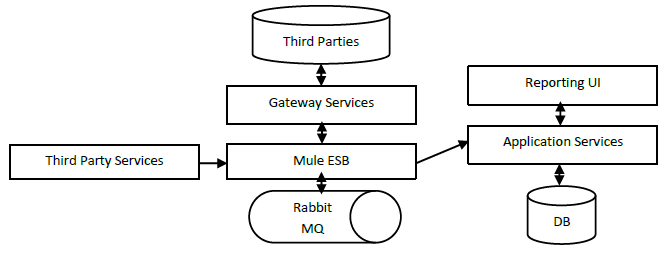 Third Parties
Gateway Services
Reporting UI
Third Party Services
Mule ESB
Application Services
Rabbit
MQ
DB